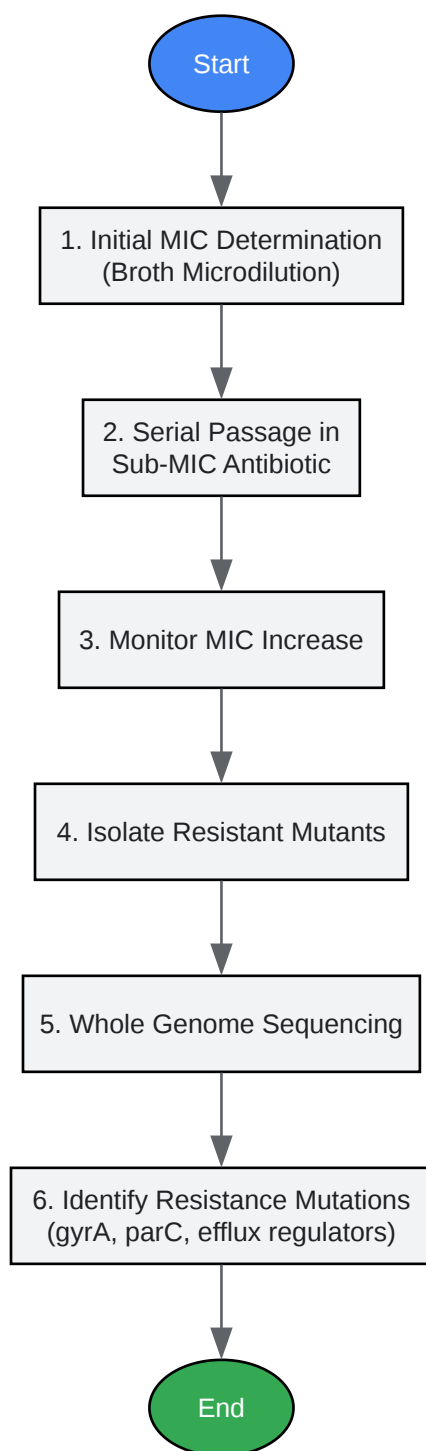 Start
1. Initial MIC Determination
(Broth Microdilution)
2. Serial Passage in
Sub-MIC Antibiotic
3. Monitor MIC Increase
4. Isolate Resistant Mutants
5. Whole Genome Sequencing
6. Identify Resistance Mutations
(gyrA, parC, efflux regulators)
End